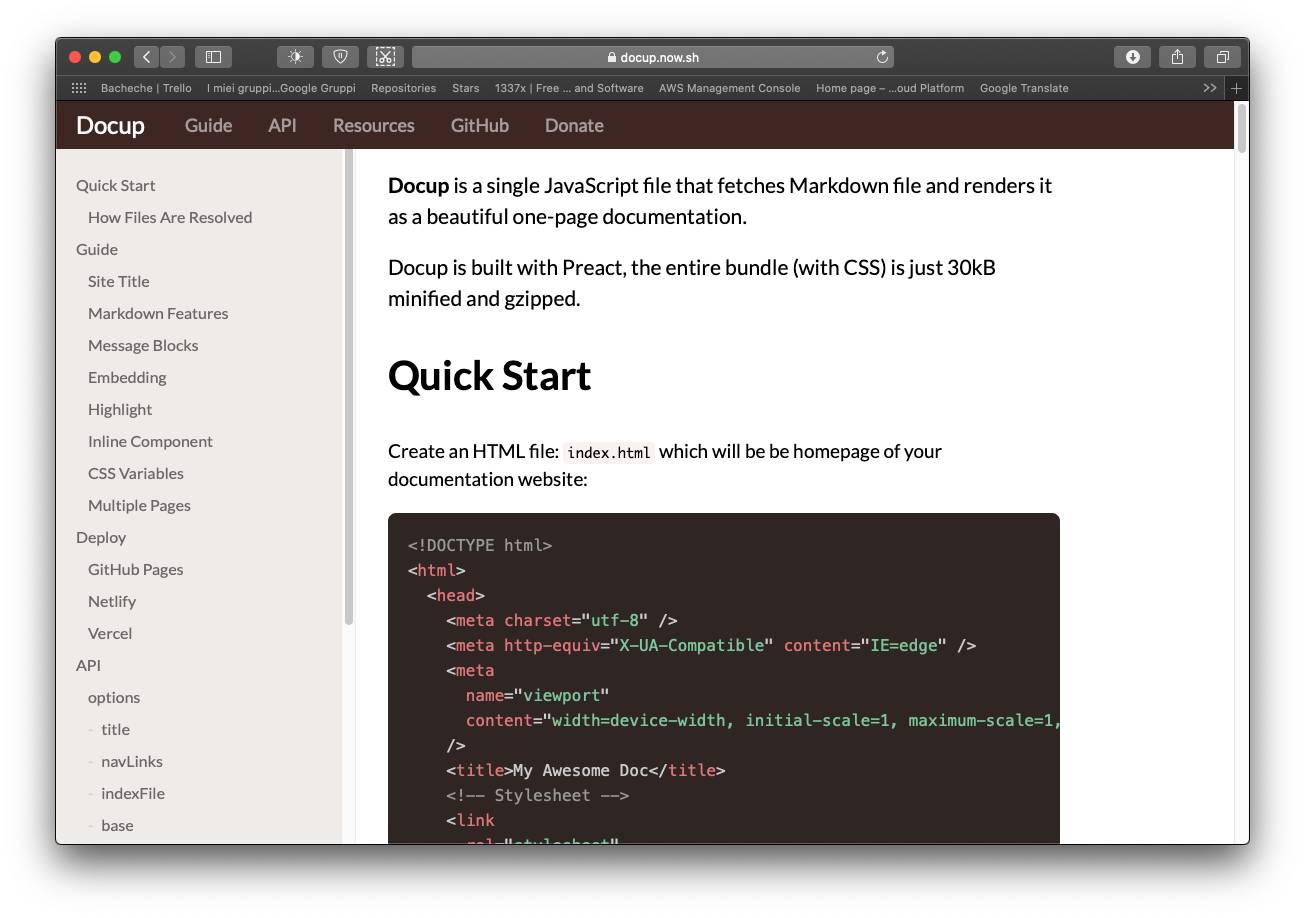 docup.now.sh
Bacheche | Trello I miei gruppi...Google Gruppi Repositories Stars 1337x | Free ... and Software AWS Management Console Home page – ...oud Platform Google Translate >>
Docup Guide API Resources GitHub Donate
Quick Start
How Files Are Resolved
Guide
Site Title
Markdown Features
Message Blocks
Embedding
Highlight
Inline Component
CSS Variables
Multiple Pages
Deploy
GitHub Pages
Netlify
Vercel
API
options
- title
- navLinks
- indexFile
- base
Docup is a single JavaScript file that fetches Markdown file and renders it
as a beautiful one-page documentation.
Docup is built with Preact, the entire bundle (with CSS) is just 30kB
minified and gzipped.
Quick Start
Create an HTML file: index.html which will be be homepage of your
documentation website:
<!DOCTYPE html>
<html>
<head>
<meta charset="utf-8" />
<meta http-equiv="X-UA-Compatible" content="IE=edge" />
<meta
name="viewport"
content="width=device-width, initial-scale=1, maximum-scale=1,
/>
<title>My Awesome Doc</title>
<!-- Stylesheet -->
<link
rel="stylesheet"